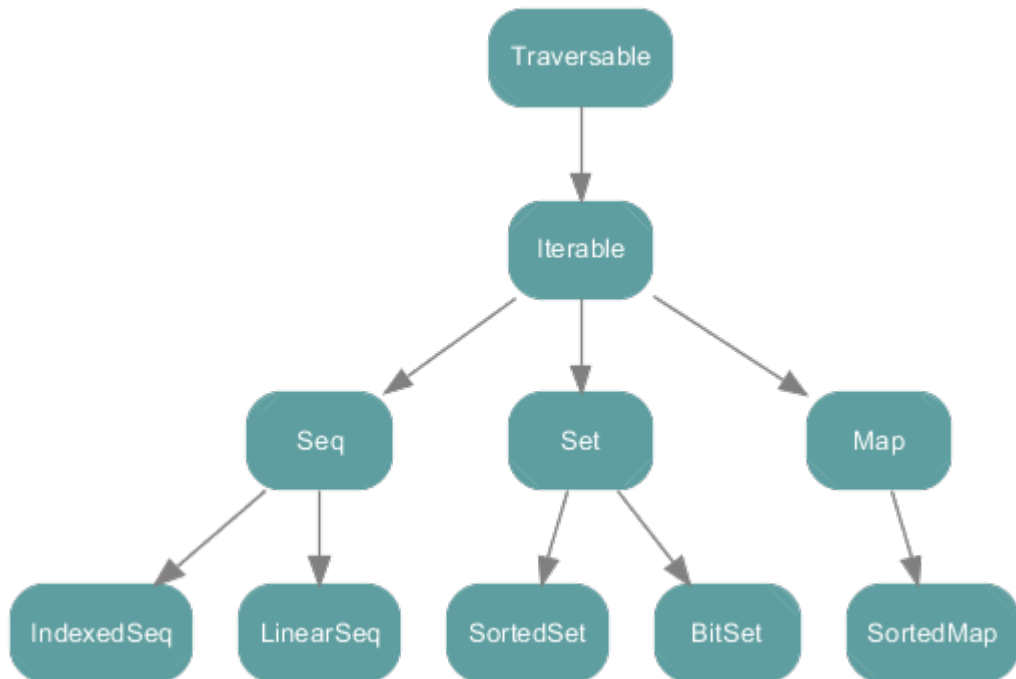 Traversable
Iterable
Seq
Set
Map
IndexedSeq
LinearSeq
SortedSet
BitSet
SortedMap